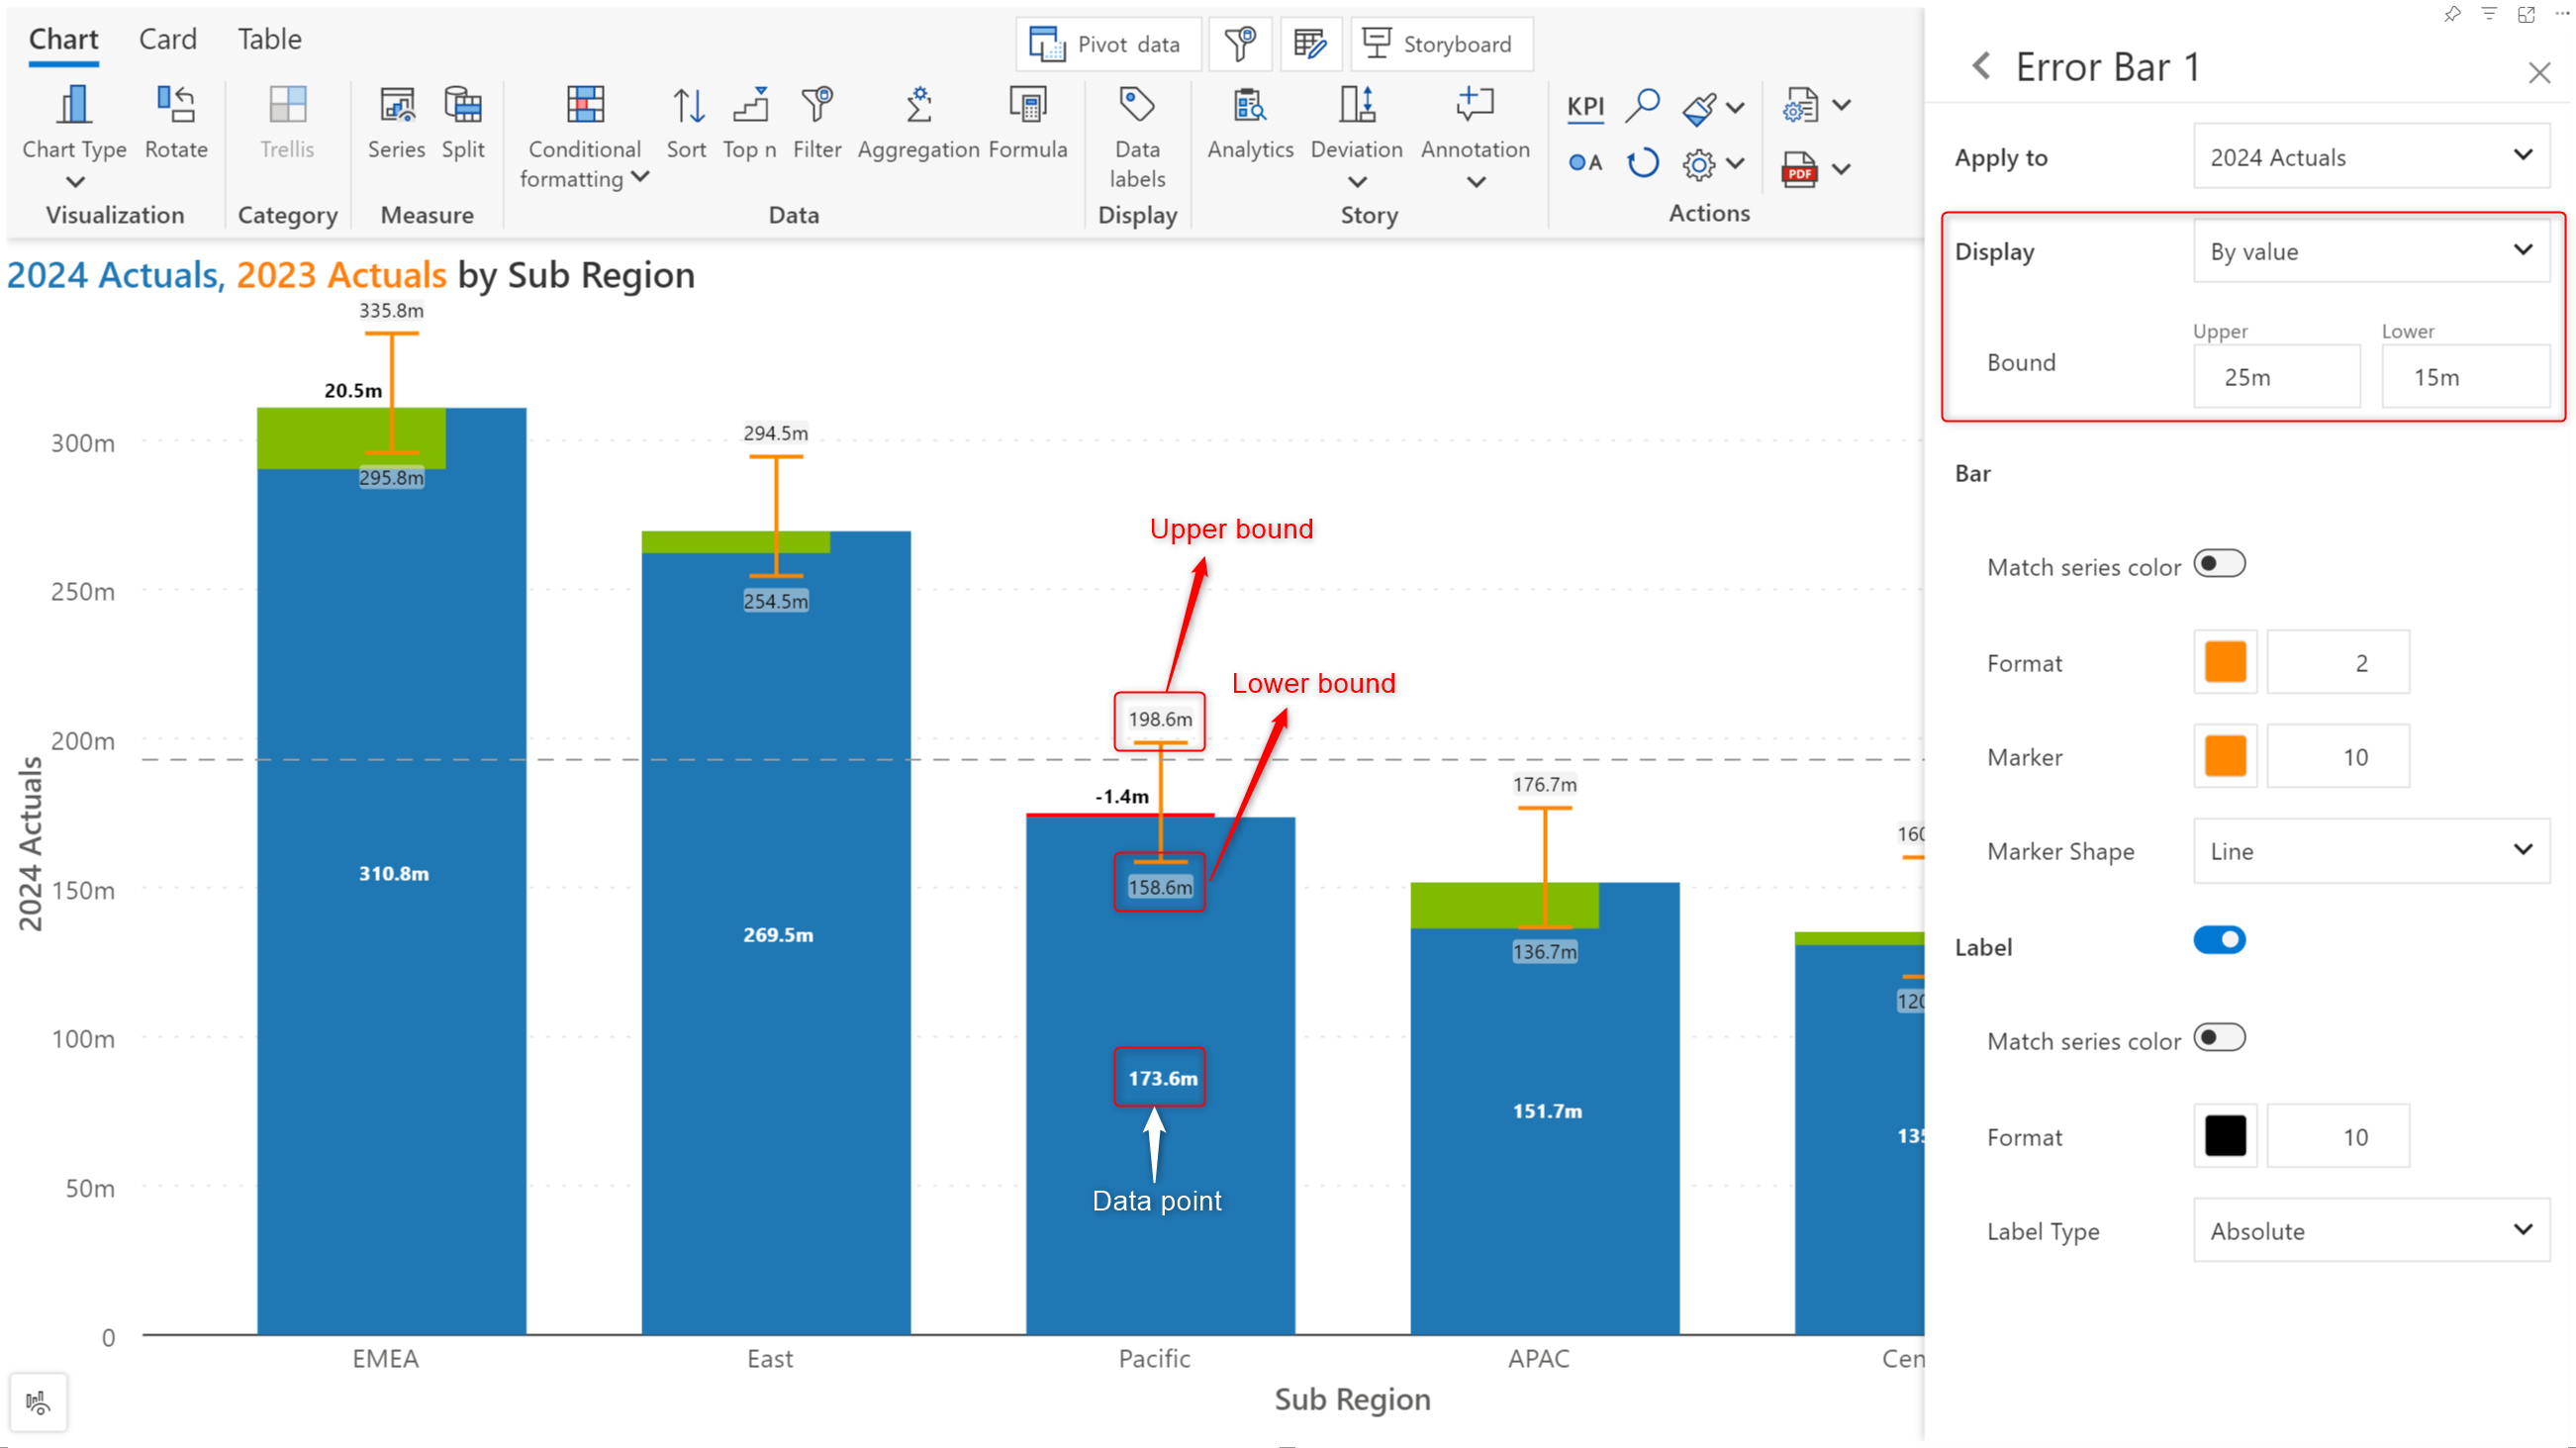 Chart Card Table
Pivot data
Storyboard
Error Bar 1
Chart Type
Rotate
Trellis
Series
Split
Conditional
formatting
Sort
Top n
Filter
Aggregation
Formula
Data
labels
Analytics
Deviation
Annotation
KPI
A
PDF
Visualization
Category
Measure
Data
Display
Story
Actions
Apply to
2024 Actuals
Display
By value
Upper
Lower
Bound
25m
15m
Bar
Match series color
Format
2
Marker
10
Marker Shape
Line
Label
Match series color
Format
10
Label Type
Absolute
2024 Actuals, 2023 Actuals by Sub Region
335.8m
20.5m
295.8m
310.8m
294.5m
254.5m
269.5m
Upper bound
Lower bound
198.6m
-1.4m
158.6m
173.6m
Data point
176.7m
136.7m
151.7m
300m
250m
200m
150m
100m
50m
0
2024 Actuals
EMEA
East
Pacific
APAC
Sub Region